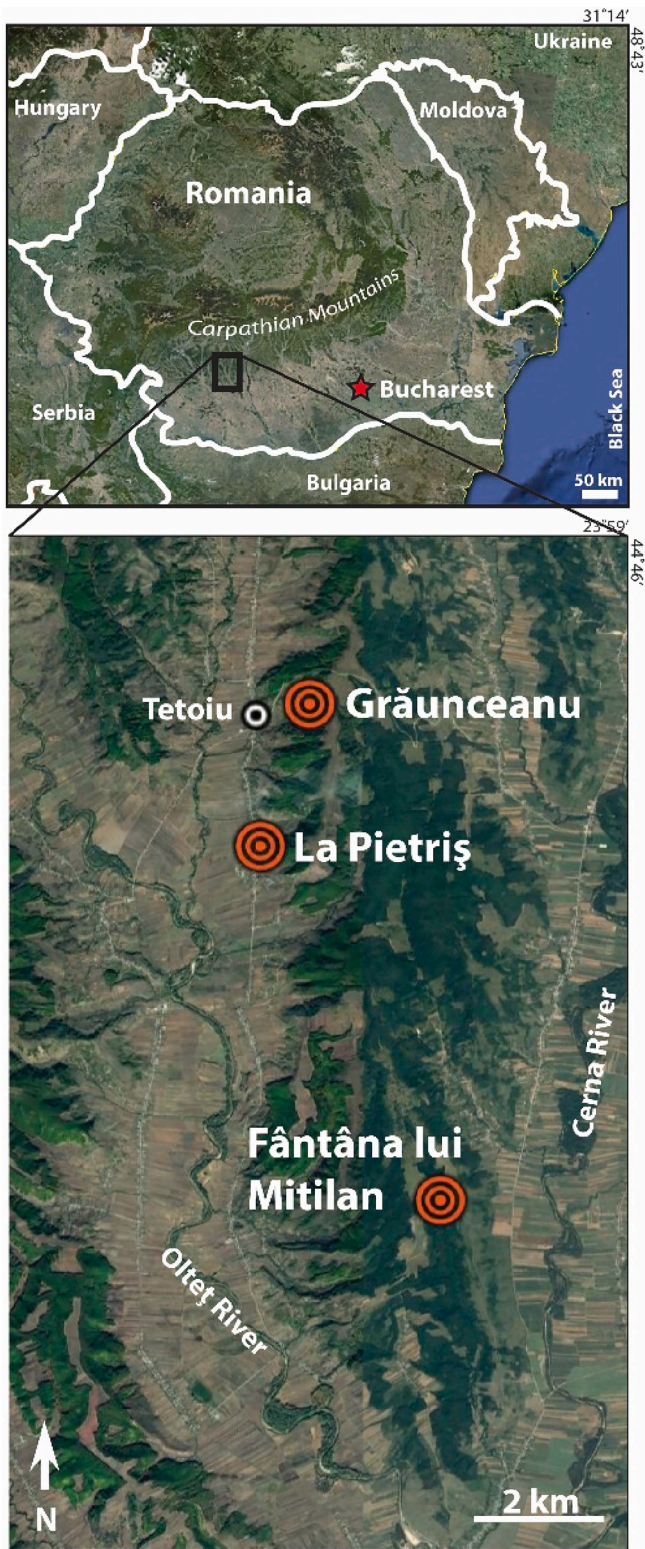 31˚14′
48˚43′
Ukraine
Hungary
Moldova
Romania
Carpathian Mountains
Bucharest
Serbia
Black Sea
50 km
Bulgaria
23˚59′
44˚46′
Tetoiu
Grăunceanu
La Pietriş
Cerna River
Fântâna lui
Mitilan
Olteţ River
N
2 km